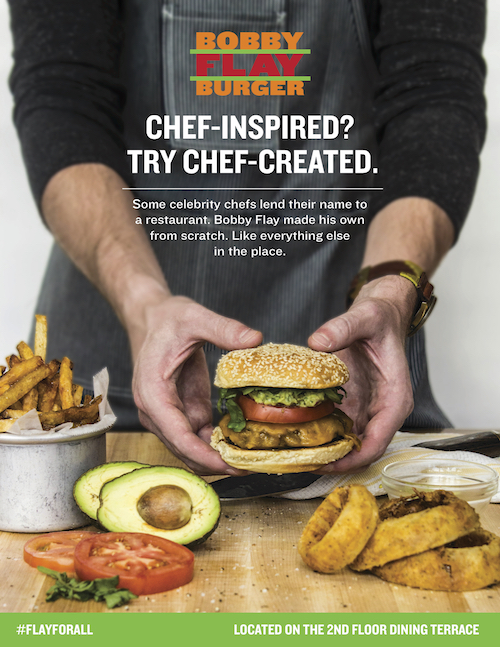 BOBBY
FLAY
BURGER
CHEF-INSPIRED?
TRY CHEF-CREATED.
Some celebrity chefs lend their name to
a restaurant. Bobby Flay made his own
from scratch. Like everything else
in the place.
#FLAYFORALL
LOCATED ON THE 2ND FLOOR DINING TERRACE